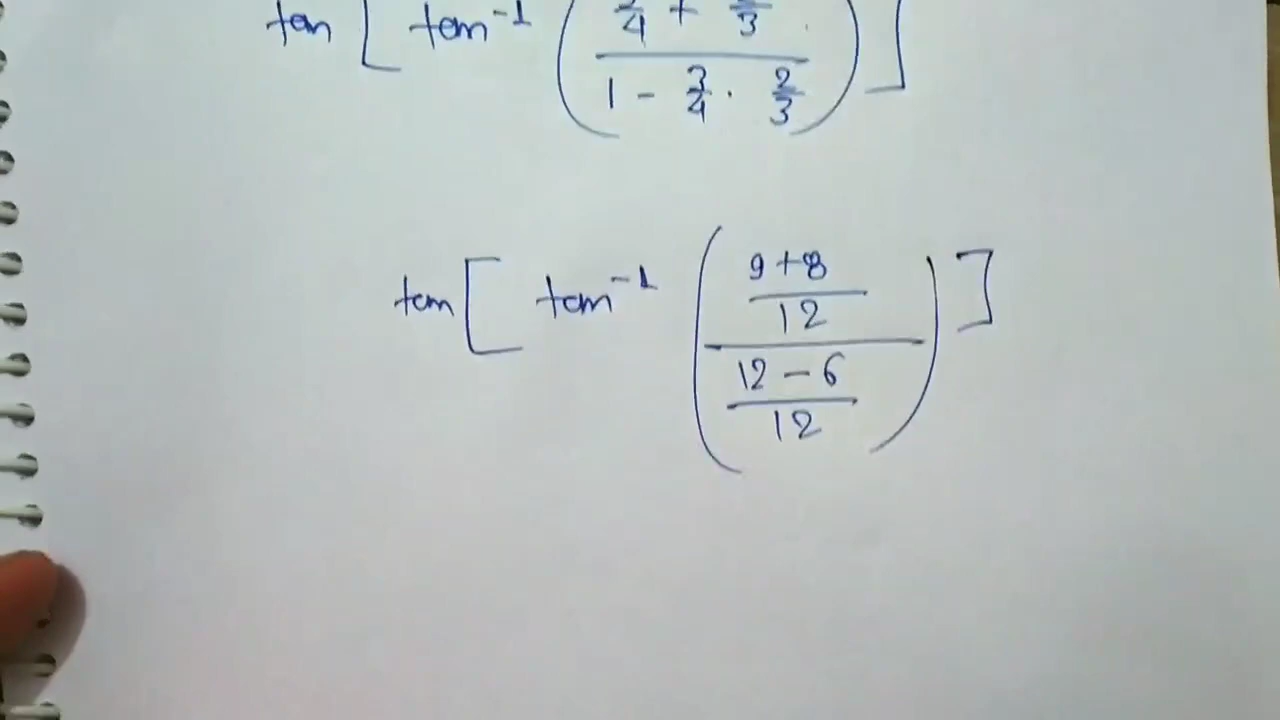 tan [ tan⁻¹ ( (3/4 + 2/3) / (1 - 3/4 · 2/3) ) ]
tan [ tan⁻¹ ( ((9+8)/12) / ((12-6)/12) ) ]